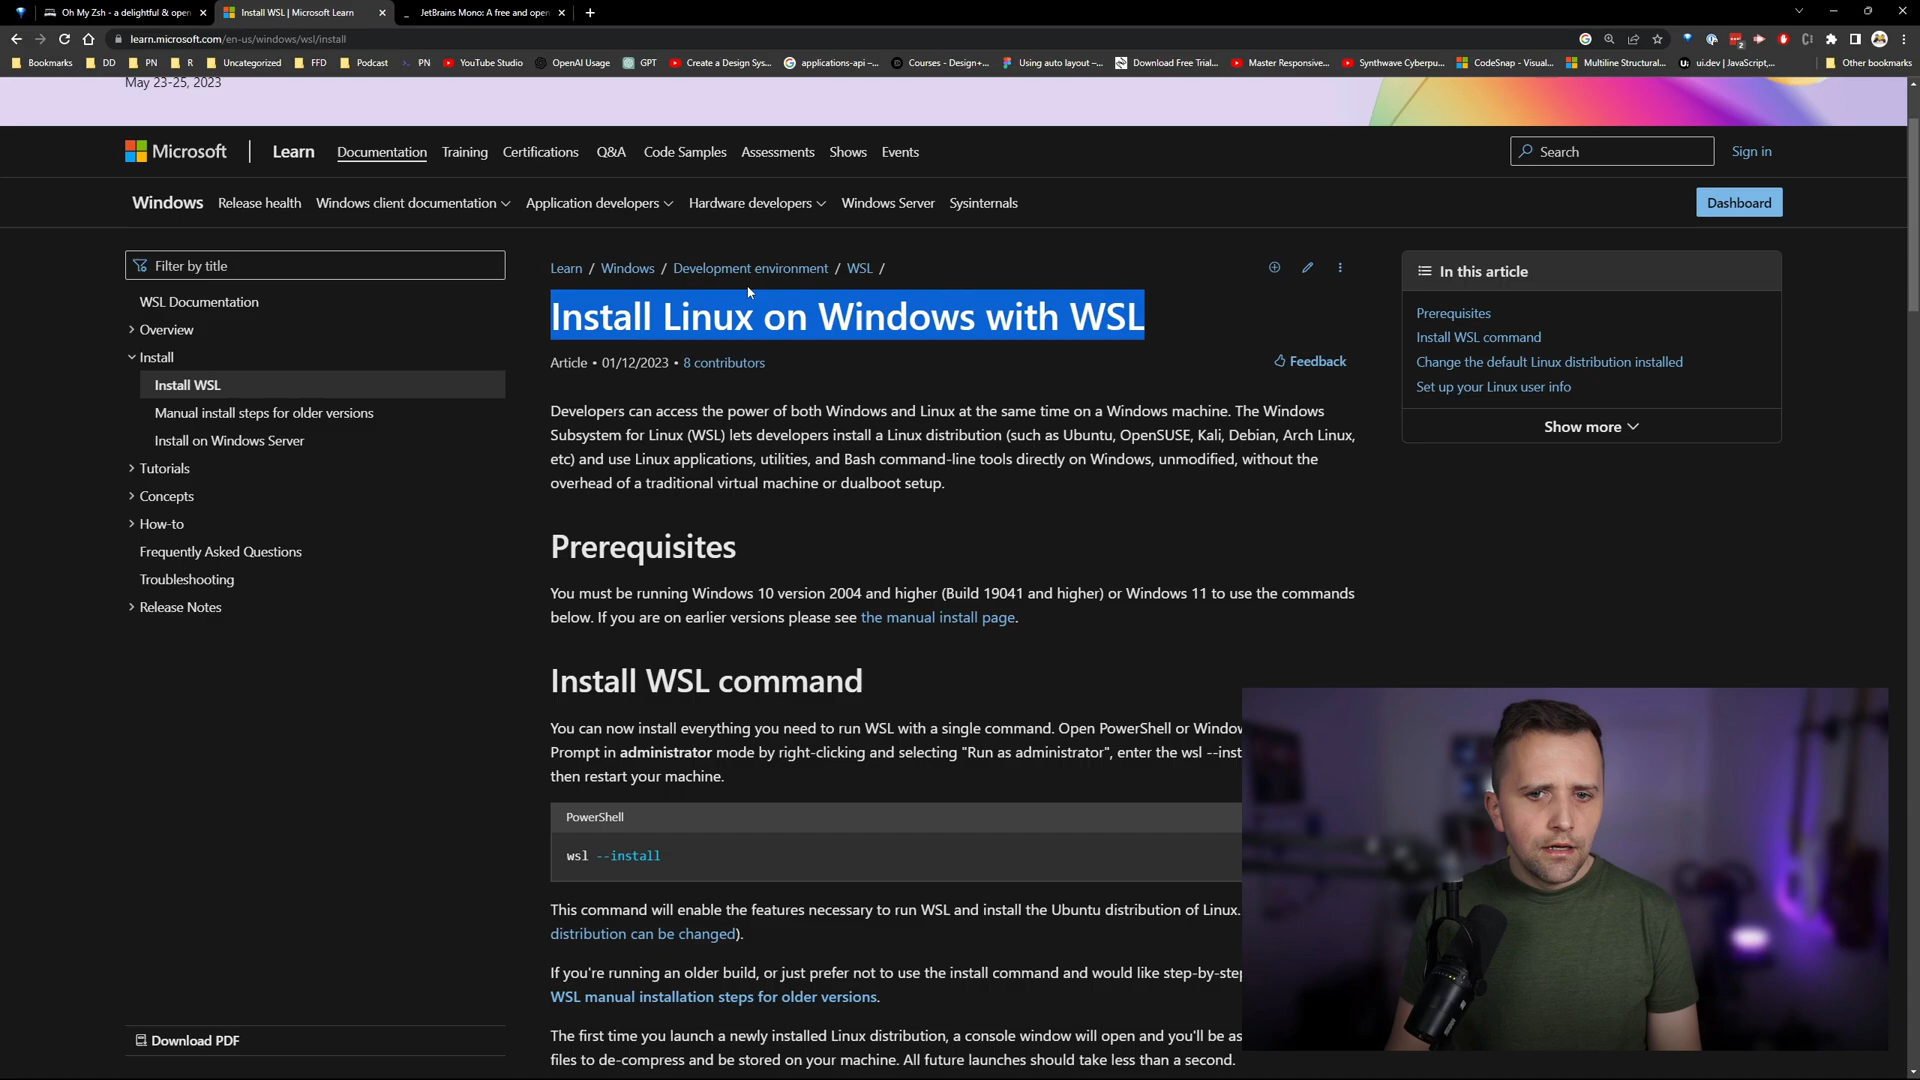 Oh My Zsh - a delightful & open
Install WSL | Microsoft Learn
JetBrains Mono: A free and open
learn.microsoft.com/en-us/windows/wsl/install
Bookmarks
DD
PN
R
Uncategorized
FFD
Podcast
PN
YouTube Studio
OpenAI Usage
GPT
Create a Design Sys...
applications-api –...
Courses - Design+...
Using auto layout –...
Download Free Trial...
Master Responsive...
Synthwave Cyberpu...
CodeSnap - Visual...
Multiline Structural...
ui.dev | JavaScript,...
Other bookmarks
May 23-25, 2023
Microsoft
Learn
Documentation
Training
Certifications
Q&A
Code Samples
Assessments
Shows
Events
Search
Sign in
Windows
Release health
Windows client documentation
Application developers
Hardware developers
Windows Server
Sysinternals
Dashboard
Filter by title
WSL Documentation
Overview
Install
Install WSL
Manual install steps for older versions
Install on Windows Server
Tutorials
Concepts
How-to
Frequently Asked Questions
Troubleshooting
Release Notes
Download PDF
Learn / Windows / Development environment / WSL /
Install Linux on Windows with WSL
Article • 01/12/2023 • 8 contributors
Feedback
Developers can access the power of both Windows and Linux at the same time on a Windows machine. The Windows
Subsystem for Linux (WSL) lets developers install a Linux distribution (such as Ubuntu, OpenSUSE, Kali, Debian, Arch Linux,
etc) and use Linux applications, utilities, and Bash command-line tools directly on Windows, unmodified, without the
overhead of a traditional virtual machine or dualboot setup.
Prerequisites
You must be running Windows 10 version 2004 and higher (Build 19041 and higher) or Windows 11 to use the commands
below. If you are on earlier versions please see the manual install page.
Install WSL command
You can now install everything you need to run WSL with a single command. Open PowerShell or Window
Prompt in administrator mode by right-clicking and selecting "Run as administrator", enter the wsl --inst
then restart your machine.
PowerShell
wsl --install
This command will enable the features necessary to run WSL and install the Ubuntu distribution of Linux.
distribution can be changed).
If you're running an older build, or just prefer not to use the install command and would like step-by-step
WSL manual installation steps for older versions.
The first time you launch a newly installed Linux distribution, a console window will open and you'll be as
files to de-compress and be stored on your machine. All future launches should take less than a second.
In this article
Prerequisites
Install WSL command
Change the default Linux distribution installed
Set up your Linux user info
Show more